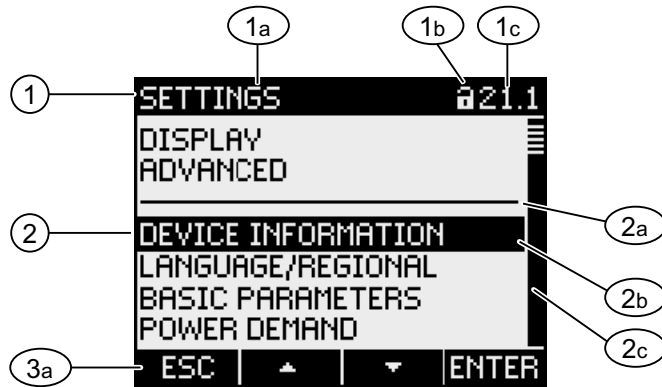 1a 1b 1c
1 SETTINGS 21.1
DISPLAY
ADVANCED
2a
2 DEVICE INFORMATION
LANGUAGE/REGIONAL 2b
BASIC PARAMETERS
POWER DEMAND 2c
3a ESC ▲ ▼ ENTER